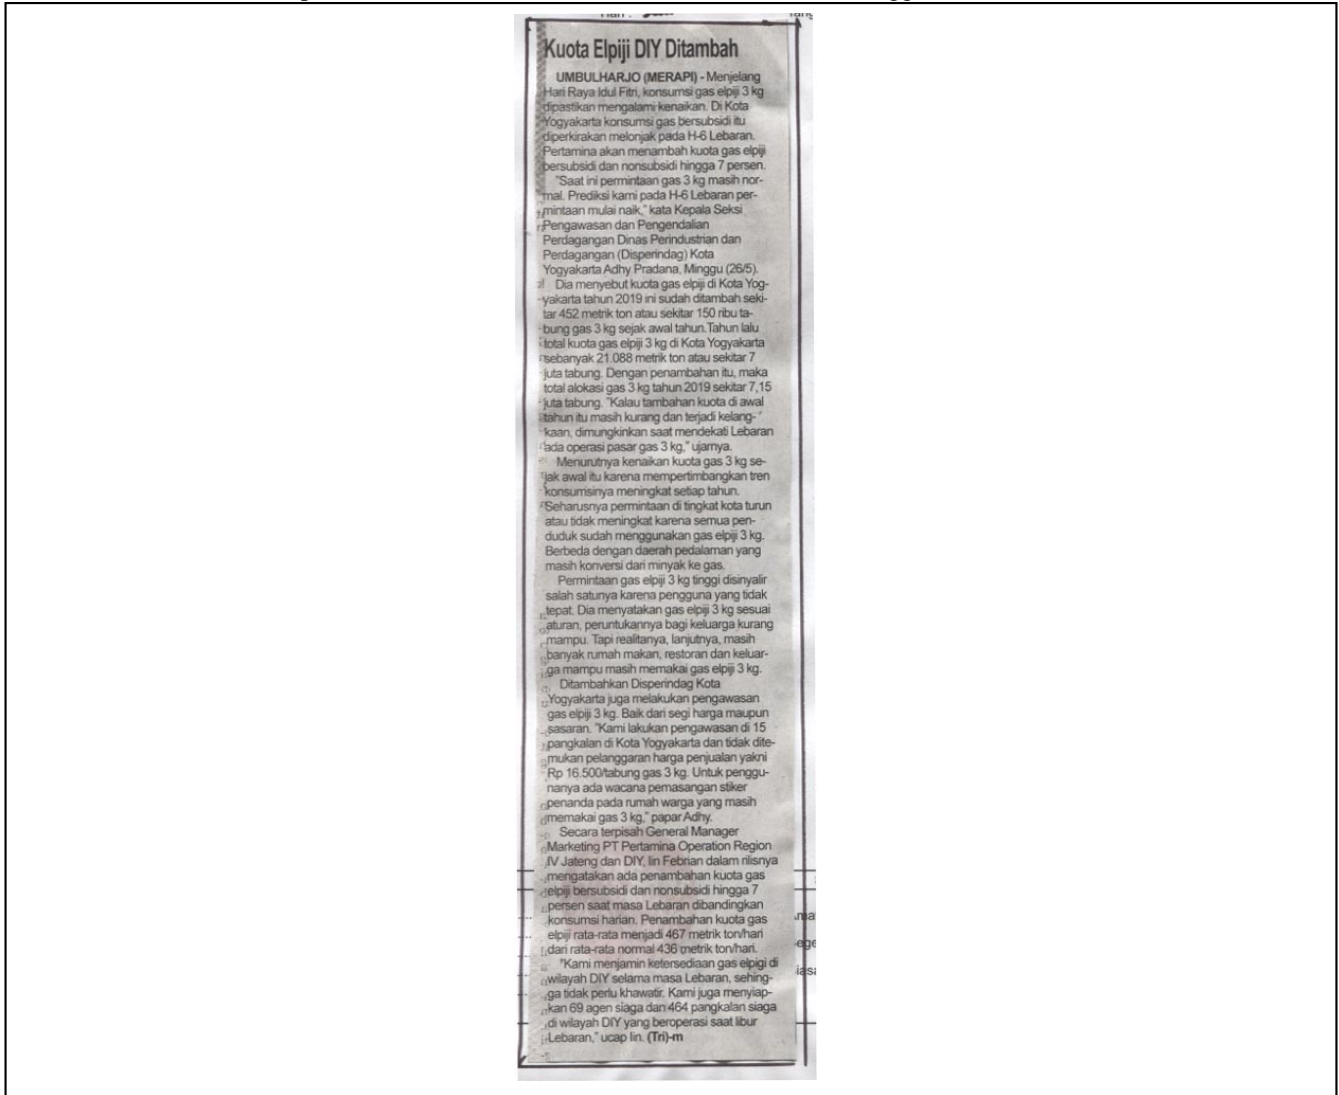 Kuota Elpiji DIY Ditambah
UMBULHARJO (MERAPI) - Menjelang
Hari Raya Idul Fitri, konsumsi gas elpiji 3 kg
dipastikan mengalami kenaikan. Di Kota
Yogyakarta konsumsi gas bersubsidi itu
diperkirakan melonjak pada H-6 Lebaran.
Pertamina akan menambah kuota gas elpiji
bersubsidi dan nonsubsidi hingga 7 persen.
"Saat ini permintaan gas 3 kg masih nor-
mal. Prediksi kami pada H-6 Lebaran per-
mintaan mulai naik," kata Kepala Seksi
Pengawasan dan Pengendalian
Perdagangan Dinas Perindustrian dan
Perdagangan (Disperindag) Kota
Yogyakarta Adhy Pradana, Minggu (26/5).
Dia menyebut kuota gas elpiji di Kota Yog-
yakarta tahun 2019 ini sudah ditambah seki-
tar 452 metrik ton atau sekitar 150 ribu ta-
bung gas 3 kg sejak awal tahun.Tahun lalu
total kuota gas elpiji 3 kg di Kota Yogyakarta
sebanyak 21.088 metrik ton atau sekitar 7
juta tabung. Dengan penambahan itu, maka
total alokasi gas 3 kg tahun 2019 sekitar 7,15
juta tabung. "Kalau tambahan kuota di awal
tahun itu masih kurang dan terjadi kelang-
kaan, dimungkinkan saat mendekati Lebaran
ada operasi pasar gas 3 kg," ujarnya.
Menurutnya kenaikan kuota gas 3 kg se-
jak awal itu karena mempertimbangkan tren
konsumsinya meningkat setiap tahun.
Seharusnya permintaan di tingkat kota turun
atau tidak meningkat karena semua pen-
duduk sudah menggunakan gas elpiji 3 kg.
Berbeda dengan daerah pedalaman yang
masih konversi dari minyak ke gas.
Permintaan gas elpiji 3 kg tinggi disinyalir
salah satunya karena pengguna yang tidak
tepat. Dia menyatakan gas elpiji 3 kg sesuai
aturan, peruntukannya bagi keluarga kurang
mampu. Tapi realitanya, lanjutnya, masih
banyak rumah makan, restoran dan keluar-
ga mampu masih memakai gas elpiji 3 kg.
Ditambahkan Disperindag Kota
Yogyakarta juga melakukan pengawasan
gas elpiji 3 kg. Baik dari segi harga maupun
sasaran. "Kami lakukan pengawasan di 15
pangkalan di Kota Yogyakarta dan tidak dite-
mukan pelanggaran harga penjualan yakni
Rp 16.500/tabung gas 3 kg. Untuk penggu-
nanya ada wacana pemasangan stiker
penanda pada rumah warga yang masih
memakai gas 3 kg," papar Adhy.
Secara terpisah General Manager
Marketing PT Pertamina Operation Region
IV Jateng dan DIY, Iin Febrian dalam rilisnya
mengatakan ada penambahan kuota gas
elpiji bersubsidi dan nonsubsidi hingga 7
persen saat masa Lebaran dibandingkan
konsumsi harian. Penambahan kuota gas
elpiji rata-rata menjadi 467 metrik ton/hari
dari rata-rata normal 436 metrik ton/hari.
"Kami menjamin ketersediaan gas elpigi di
wilayah DIY selama masa Lebaran, sehing-
ga tidak perlu khawatir. Kami juga menyiap-
kan 69 agen siaga dan 464 pangkalan siaga
di wilayah DIY yang beroperasi saat libur
Lebaran," ucap Iin. (Tri)-m